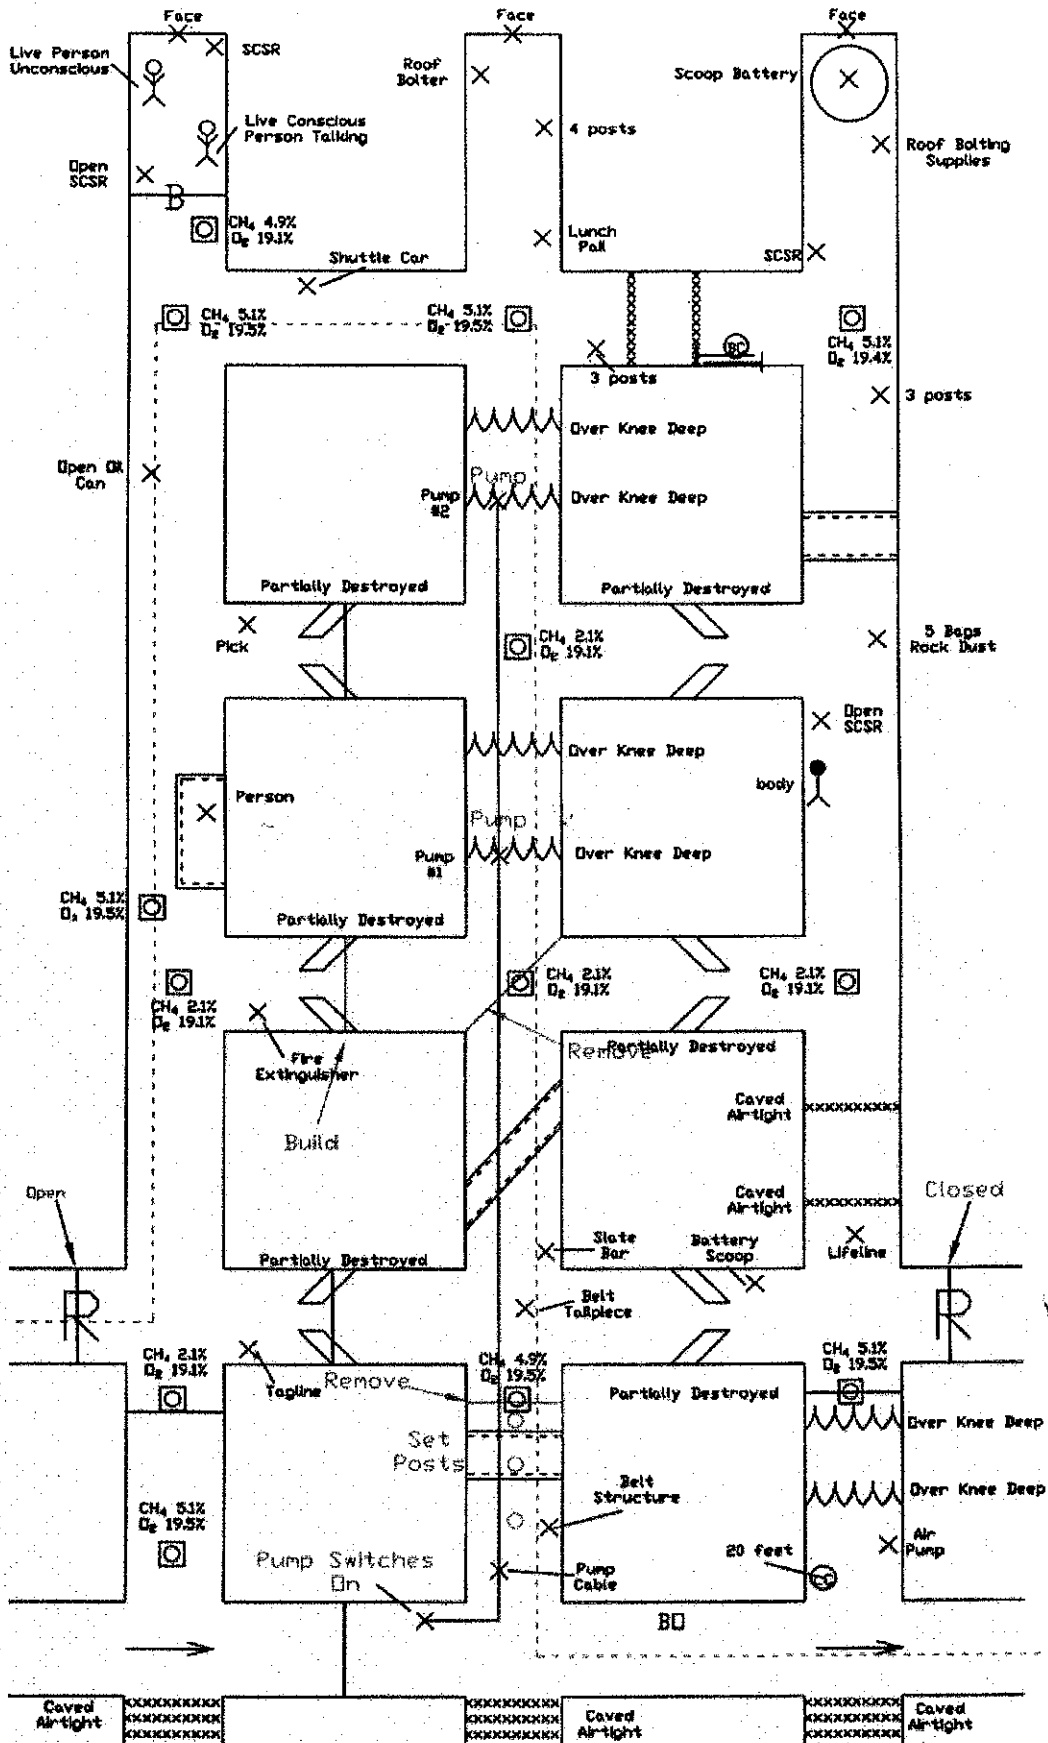 Face
Face
Face
Live Person
Unconscious
SCSR
Roof
Bolter
Scoop Battery
Live Conscious
Person Talking
4 posts
Roof Bolting
Supplies
Open
SCSR
B
CH₄ 4.9%
O₂ 19.1%
Lunch
Pail
SCSR
Shuttle Car
CH₄ 5.1%
O₂ 19.5%
CH₄ 5.1%
O₂ 19.5%
BC
CH₄ 5.1%
O₂ 19.4%
3 posts
3 posts
Over Knee Deep
Open Oil
Can
Pump
Pump
#2
Over Knee Deep
Partially Destroyed
Partially Destroyed
Pick
CH₄ 2.1%
O₂ 19.1%
5 Bags
Rock Dust
Open
SCSR
Over Knee Deep
Person
body
Pump
Pump
#1
Over Knee Deep
CH₄ 5.1%
O₂ 19.5%
Partially Destroyed
CH₄ 2.1%
O₂ 19.1%
CH₄ 2.1%
O₂ 19.1%
CH₄ 2.1%
O₂ 19.1%
Fire
Extinguisher
Remove
Partially Destroyed
Build
Caved
Airtight
Caved
Airtight
Open
Closed
Slate
Bar
Battery
Scoop
Lifeline
Partially Destroyed
R
Belt
Tailpiece
R
CH₄ 2.1%
O₂ 19.1%
Tagline
Remove
CH₄ 4.9%
O₂ 19.5%
CH₄ 5.1%
O₂ 19.5%
Partially Destroyed
Set
Posts
Over Knee Deep
Belt
Structure
Over Knee Deep
CH₄ 5.1%
O₂ 19.5%
Air
Pump
Pump Switches
On
Pump
Cable
20 feet
CC
BO
Caved
Airtight
Caved
Airtight
Caved
Airtight